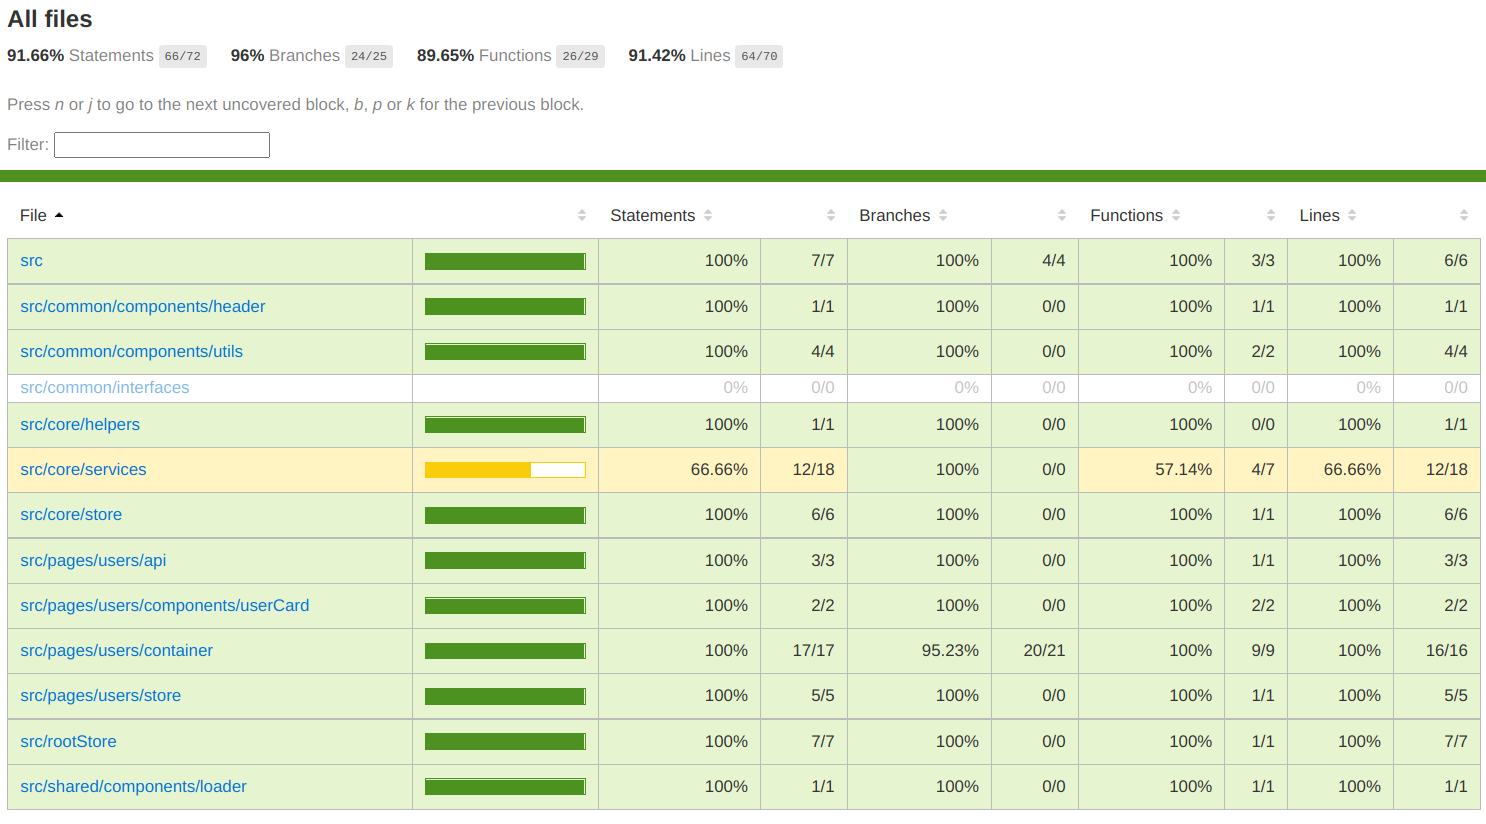 All files
91.66% Statements 66/72 96% Branches 24/25 89.65% Functions 26/29 91.42% Lines 64/70
Press n or j to go to the next uncovered block, b, p or k for the previous block.
Filter:
File Statements Branches Functions Lines
src 100% 7/7 100% 4/4 100% 3/3 100% 6/6
src/common/components/header 100% 1/1 100% 0/0 100% 1/1 100% 1/1
src/common/components/utils 100% 4/4 100% 0/0 100% 2/2 100% 4/4
src/common/interfaces 0% 0/0 0% 0/0 0% 0/0 0% 0/0
src/core/helpers 100% 1/1 100% 0/0 100% 0/0 100% 1/1
src/core/services 66.66% 12/18 100% 0/0 57.14% 4/7 66.66% 12/18
src/core/store 100% 6/6 100% 0/0 100% 1/1 100% 6/6
src/pages/users/api 100% 3/3 100% 0/0 100% 1/1 100% 3/3
src/pages/users/components/userCard 100% 2/2 100% 0/0 100% 2/2 100% 2/2
src/pages/users/container 100% 17/17 95.23% 20/21 100% 9/9 100% 16/16
src/pages/users/store 100% 5/5 100% 0/0 100% 1/1 100% 5/5
src/rootStore 100% 7/7 100% 0/0 100% 1/1 100% 7/7
src/shared/components/loader 100% 1/1 100% 0/0 100% 1/1 100% 1/1